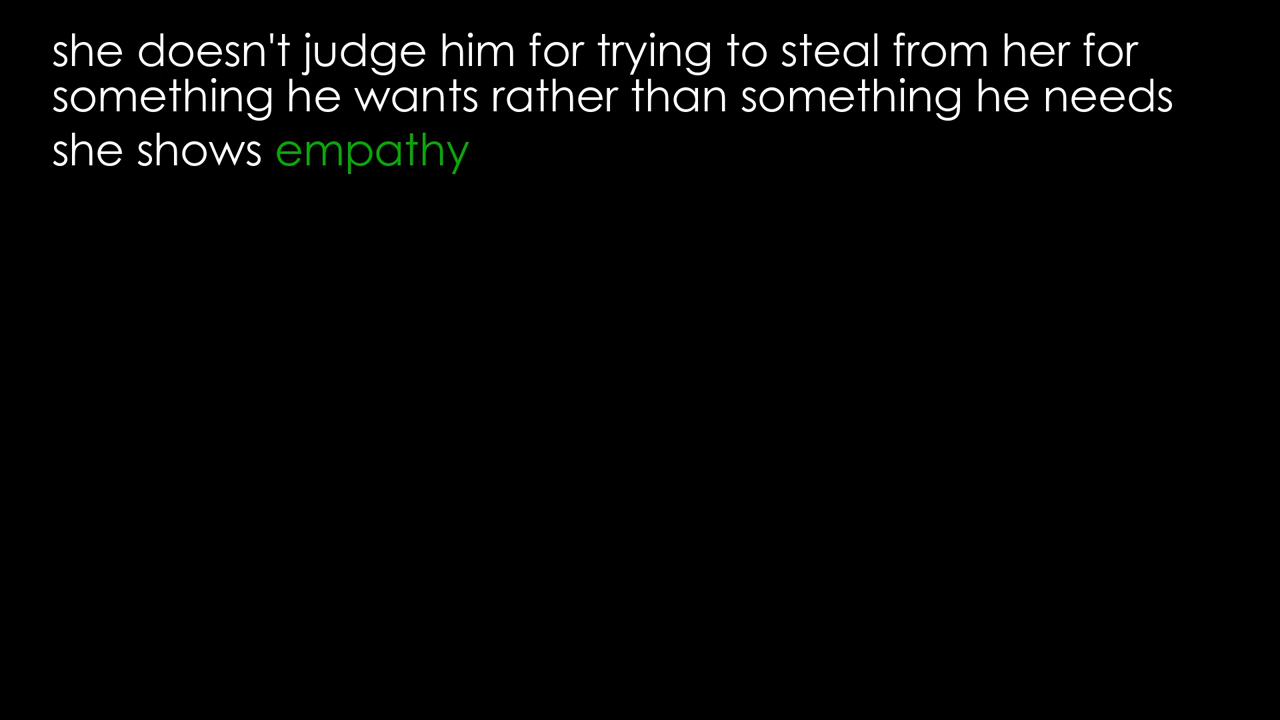 she doesn't judge him for trying to steal from her for
something he wants rather than something he needs
she shows empathy